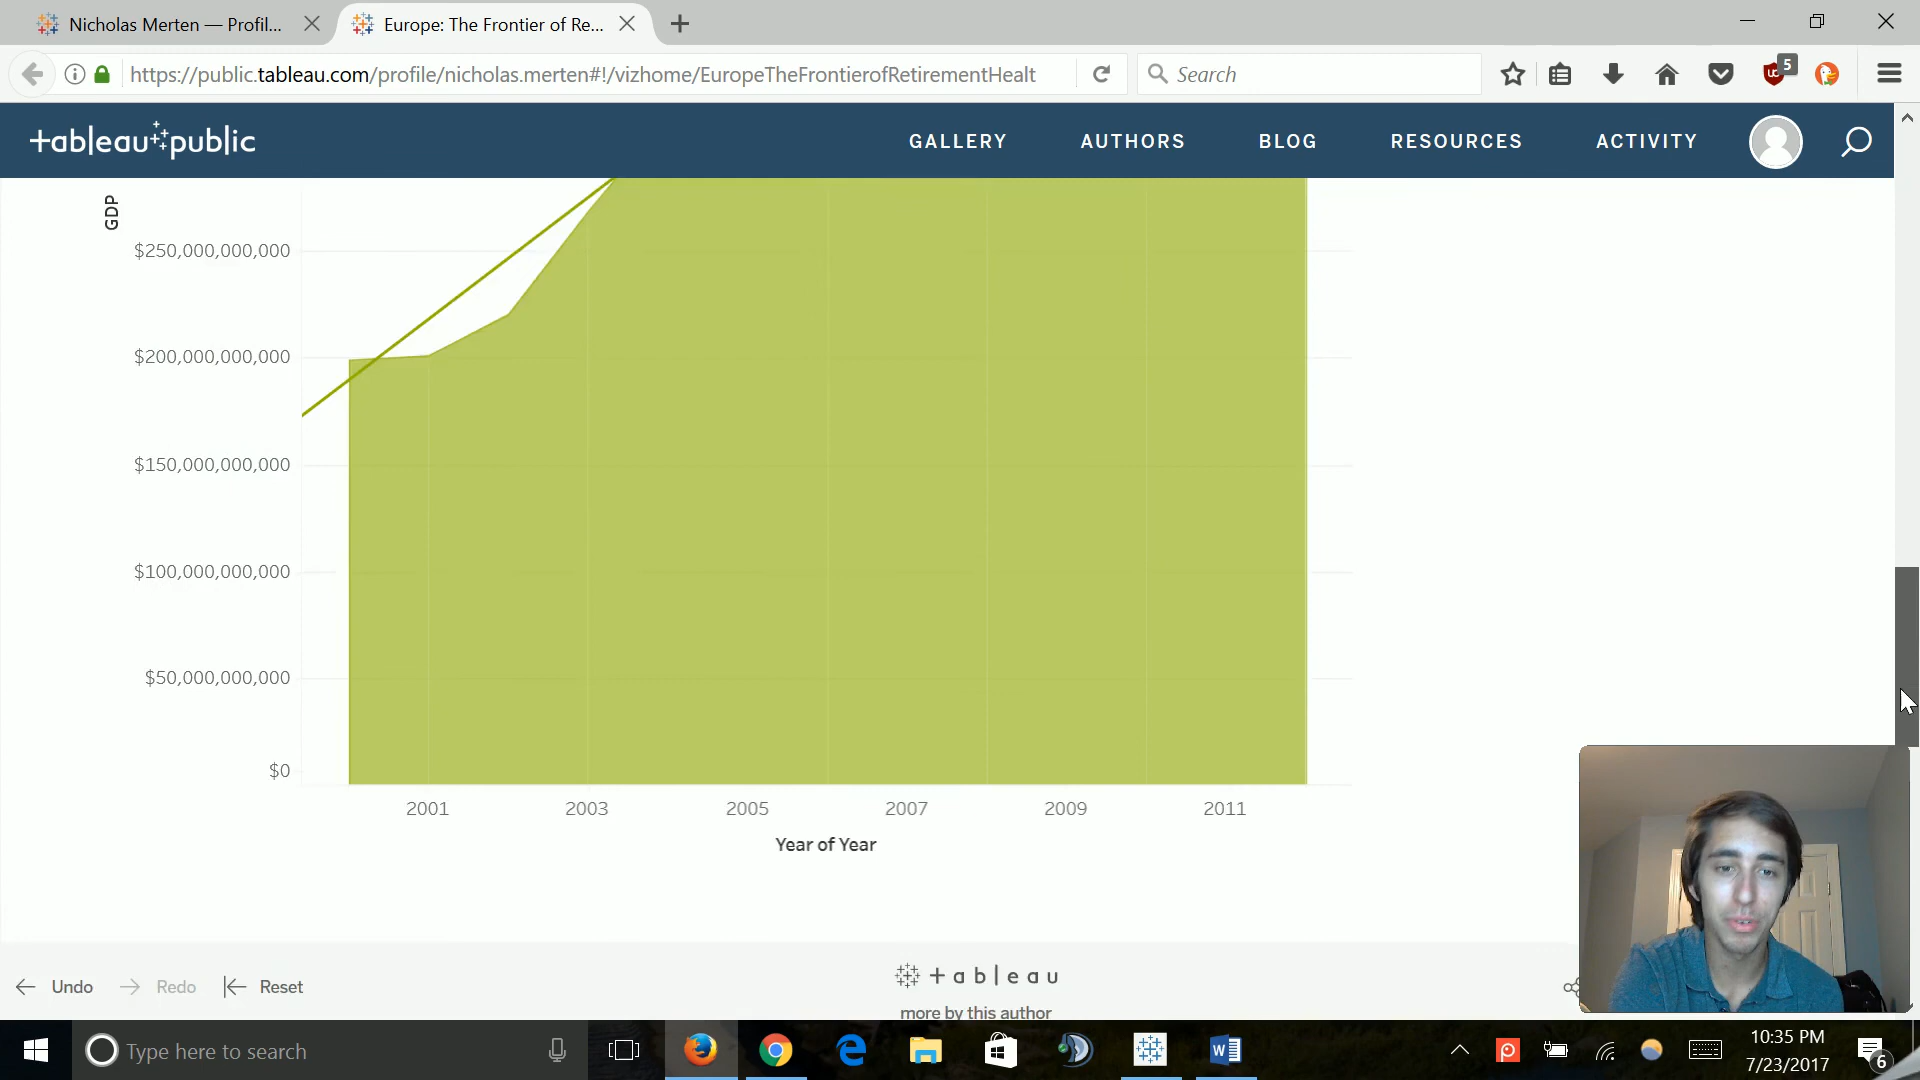 Nicholas Merten — Profil...
Europe: The Frontier of Re...
https://public.tableau.com/profile/nicholas.merten#!/vizhome/EuropeTheFrontierofRetirementHealt
Search
5
+ableau public
GALLERY
AUTHORS
BLOG
RESOURCES
ACTIVITY
GDP
$250,000,000,000
$200,000,000,000
$150,000,000,000
$100,000,000,000
$50,000,000,000
$0
2001
2003
2005
2007
2009
2011
Year of Year
Undo
Redo
Reset
+ableau
more by this author
Type here to search
10:35 PM
7/23/2017
6